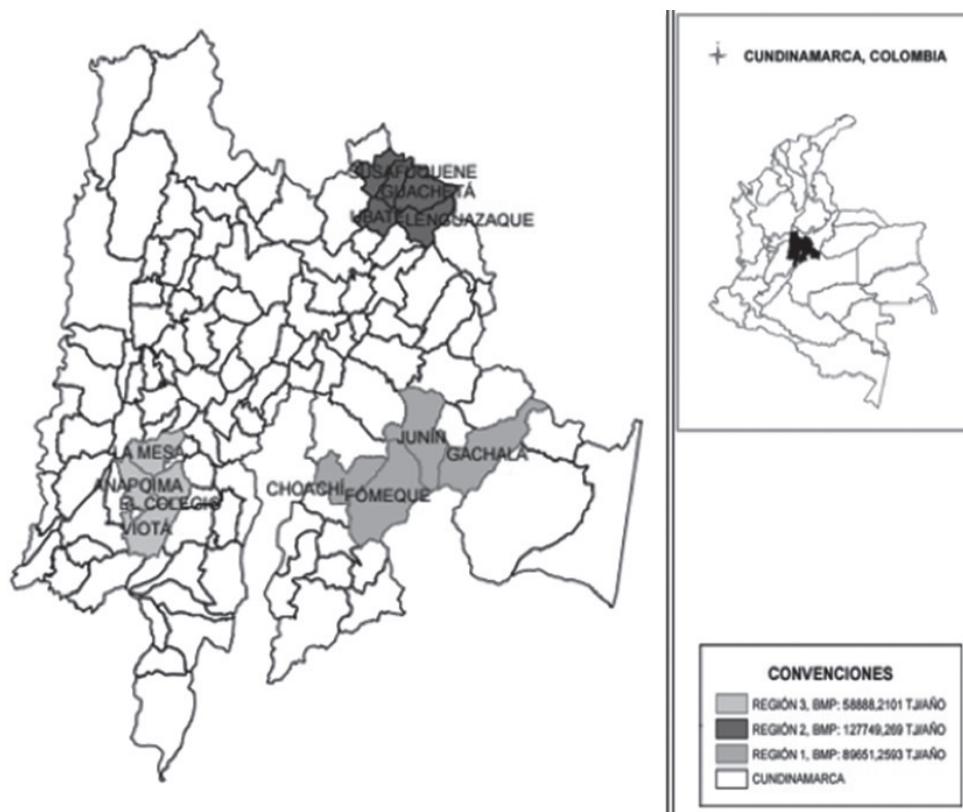 CUNDINAMARCA, COLOMBIA
SUSA FÚQUENE
GUACHETÁ
UBATÉ LENGUAZAQUE
LA MESA
ANAPOIMA
EL COLEGIO
VIOTÁ
CHOACHÍ
FÓMEQUE
JUNÍN
GACHALÁ
CONVENCIONES
REGIÓN 3, BMP: 58888,2101 TJ/AÑO
REGIÓN 2, BMP: 127749,269 TJ/AÑO
REGIÓN 1, BMP: 89651,2593 TJ/AÑO
CUNDINAMARCA